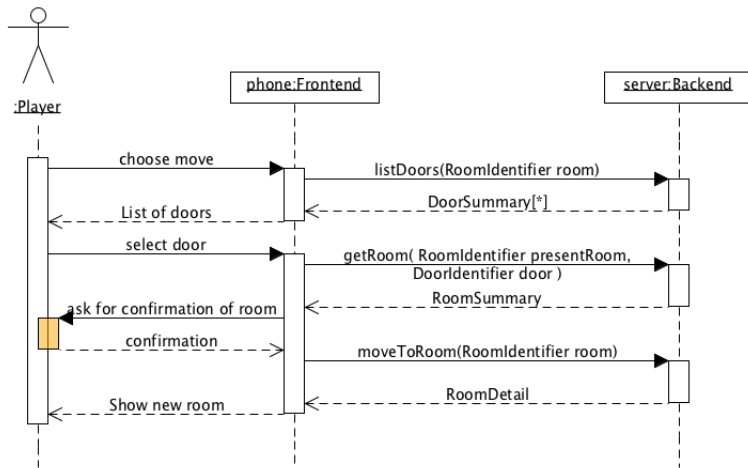 :Player
phone:Frontend
server:Backend
choose move
listDoors(RoomIdentifier room)
DoorSummary[*]
List of doors
select door
getRoom( RoomIdentifier presentRoom,
DoorIdentifier door )
RoomSummary
ask for confirmation of room
confirmation
moveToRoom(RoomIdentifier room)
RoomDetail
Show new room